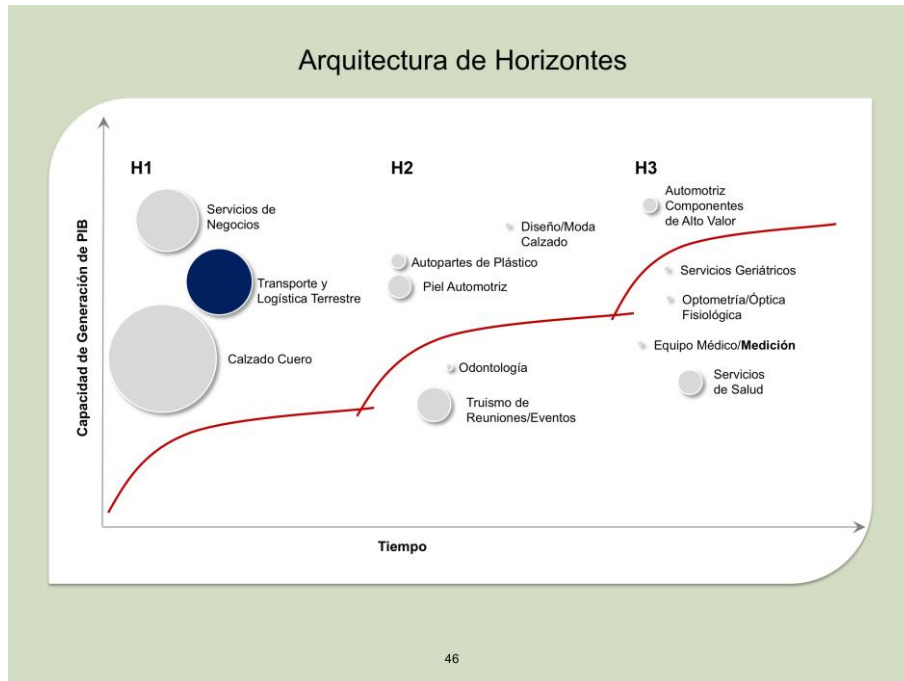 Arquitectura de Horizontes
Capacidad de Generación de PIB
H1
Servicios de
Negocios
Transporte y
Logística Terrestre
Calzado Cuero
H2
Diseño/Moda
Calzado
Autopartes de Plástico
Piel Automotriz
Odontología
Truismo de
Reuniones/Eventos
H3
Automotriz
Componentes
de Alto Valor
Servicios Geriátricos
Optometría/Óptica
Fisiológica
Equipo Médico/Medición
Servicios
de Salud
Tiempo
46